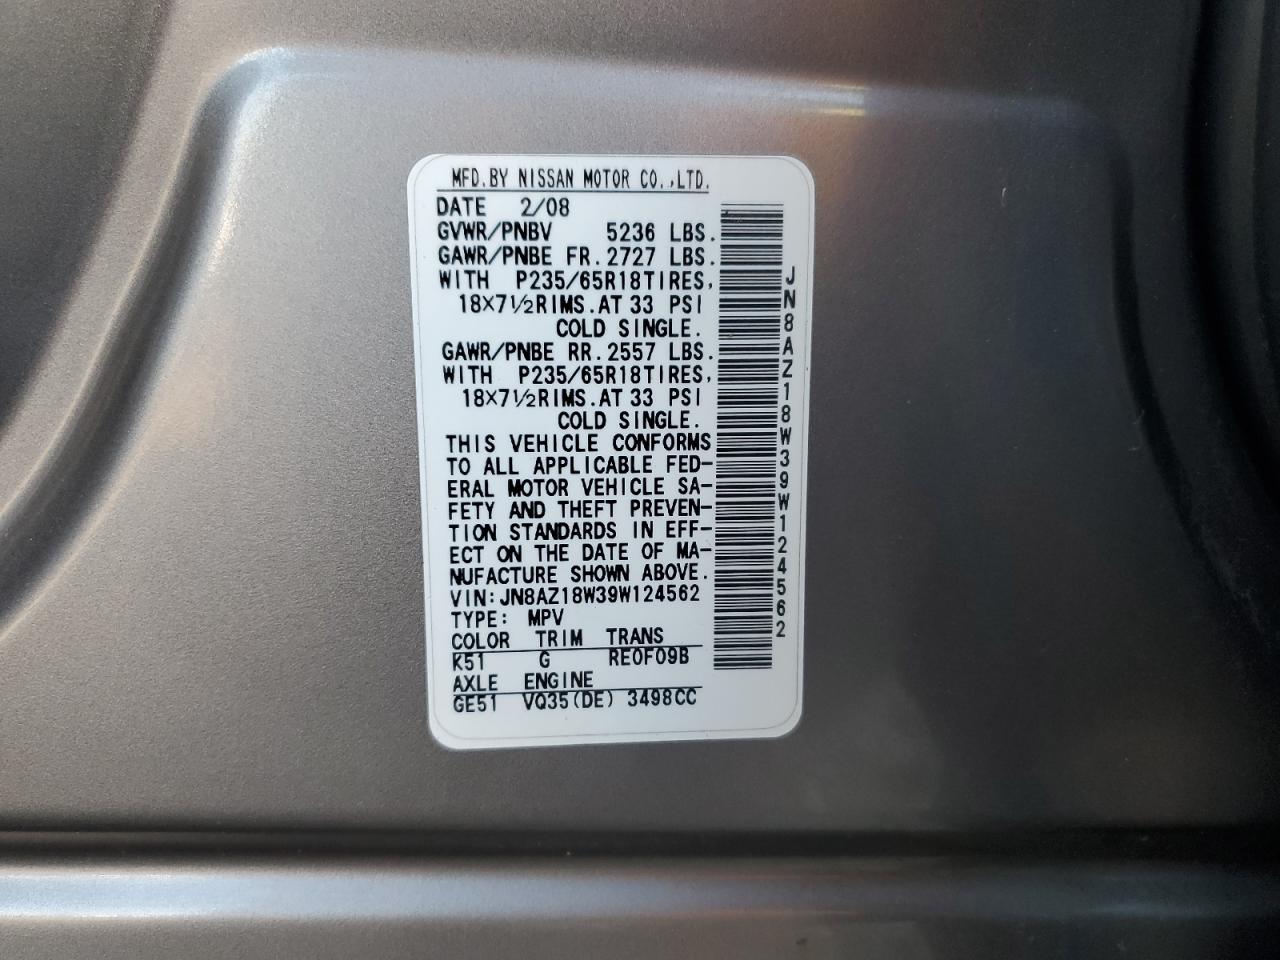 MFD.BY NISSAN MOTOR CO.,LTD.
DATE 2/08
GVWR/PNBV 5236 LBS.
GAWR/PNBE FR.2727 LBS.
WITH P235/65R18TIRES,
18×7½RIMS.AT 33 PSI
COLD SINGLE.
GAWR/PNBE RR.2557 LBS.
WITH P235/65R18TIRES,
18×7½RIMS.AT 33 PSI
COLD SINGLE.
THIS VEHICLE CONFORMS
TO ALL APPLICABLE FED-
ERAL MOTOR VEHICLE SA-
FETY AND THEFT PREVEN-
TION STANDARDS IN EFF-
ECT ON THE DATE OF MA-
NUFACTURE SHOWN ABOVE.
VIN:JN8AZ18W39W124562
TYPE: MPV
COLOR TRIM TRANS
K51 G RE0F09B
AXLE ENGINE
GE51 VQ35(DE) 3498CC
JN8AZ18W39W124562